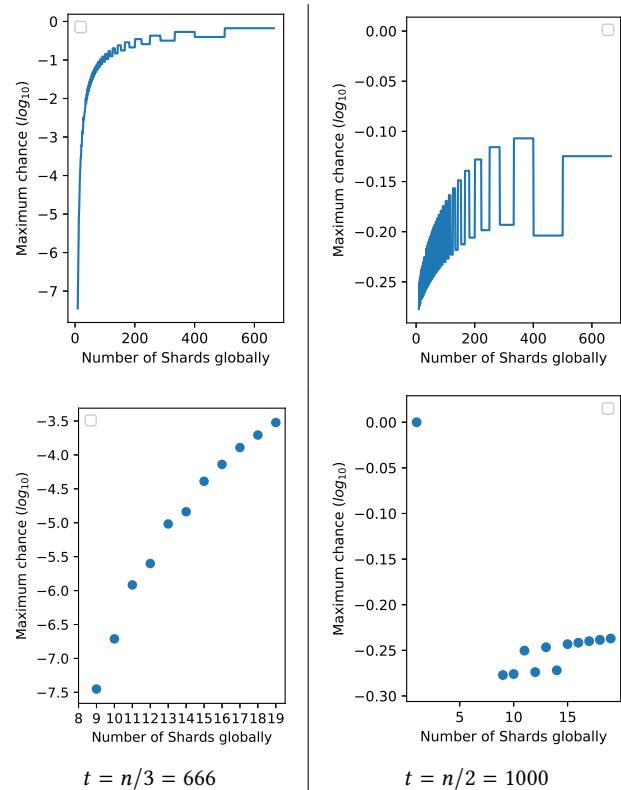 0
−1
−2
−3
−4
−5
−6
−7
Maximum chance (log10)
0 200 400 600
Number of Shards globally
0.00
−0.05
−0.10
−0.15
−0.20
−0.25
Maximum chance (log10)
0 200 400 600
Number of Shards globally
−3.5
−4.0
−4.5
−5.0
−5.5
−6.0
−6.5
−7.0
−7.5
Maximum chance (log10)
8 9 10 11 12 13 14 15 16 17 18 19
Number of Shards globally
t = n/3 = 666
0.00
−0.05
−0.10
−0.15
−0.20
−0.25
−0.30
Maximum chance (log10)
5 10 15
Number of Shards globally
t = n/2 = 1000